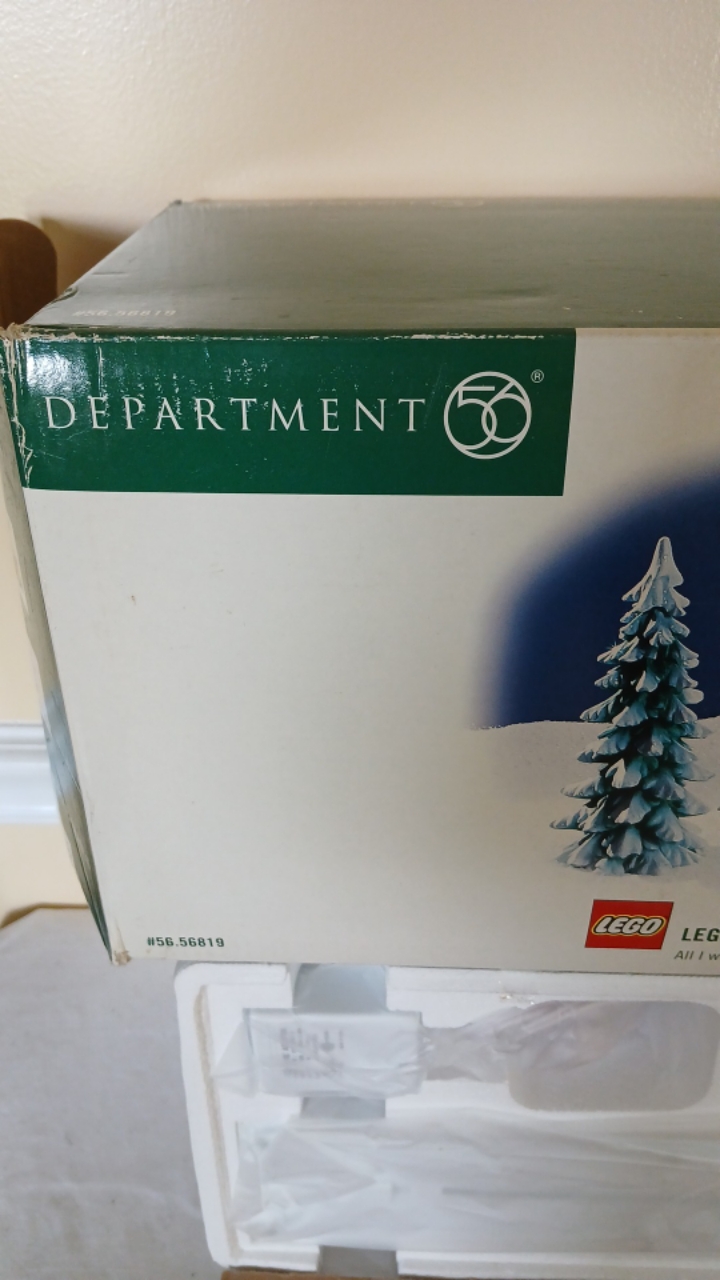 #56.56819
DEPARTMENT 56®
#56.56819
LEGO
LEG
All I w